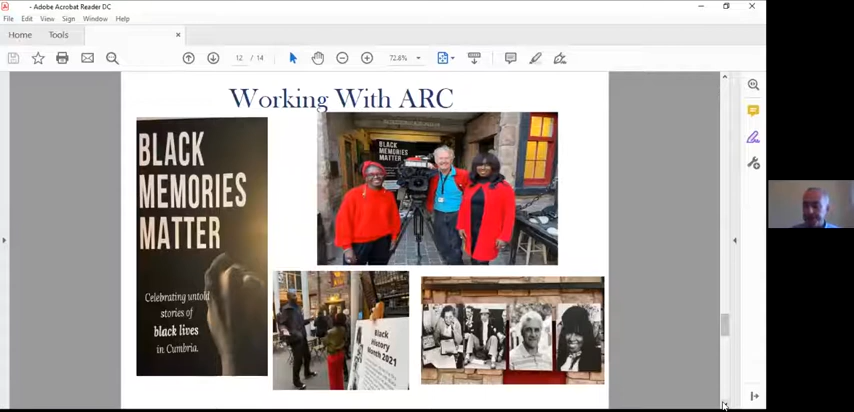 - Adobe Acrobat Reader DC
File Edit View Sign Window Help
Home Tools
12 / 14
72.8%
Working With ARC
BLACK
MEMORIES
MATTER
Celebrating untold
stories of
black lives
in Cumbria.
BLACK
MEMORIES
MATTER
Black
History
Month 2021